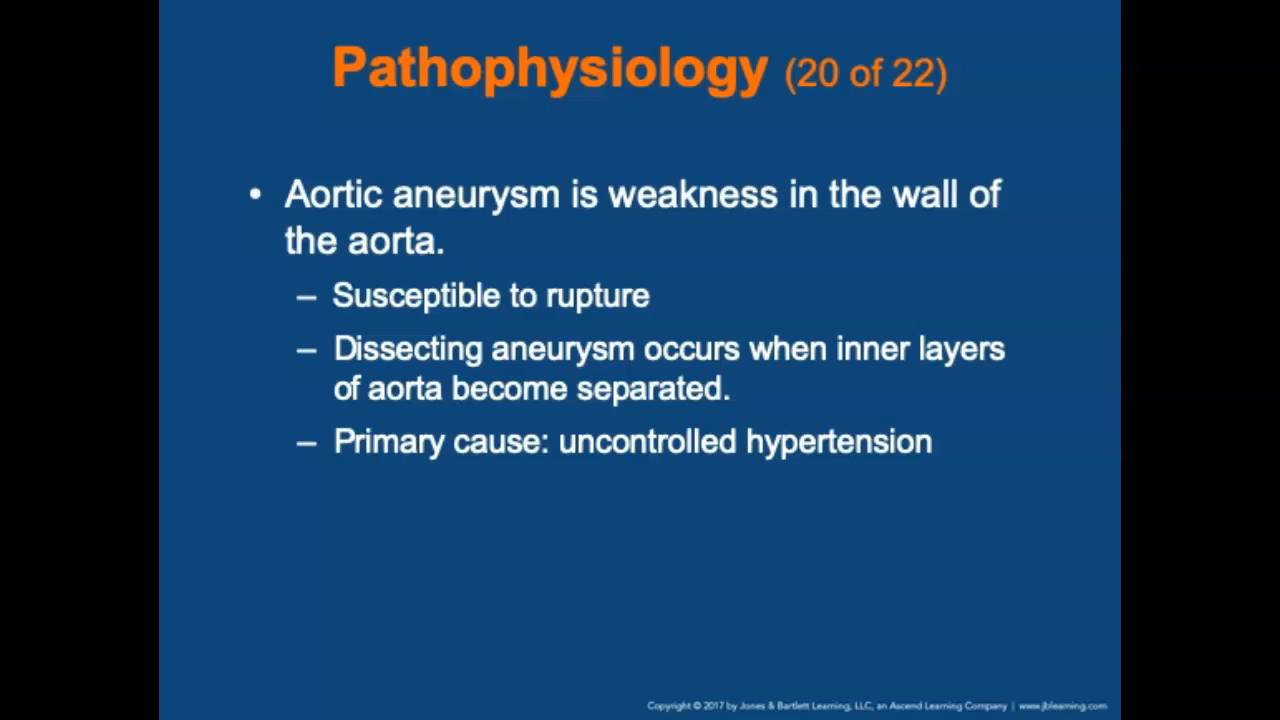 Pathophysiology (20 of 22)
• Aortic aneurysm is weakness in the wall of
the aorta.
– Susceptible to rupture
– Dissecting aneurysm occurs when inner layers
of aorta become separated.
– Primary cause: uncontrolled hypertension
Copyright © 2017 by Jones & Bartlett Learning, LLC, an Ascend Learning Company | www.jblearning.com